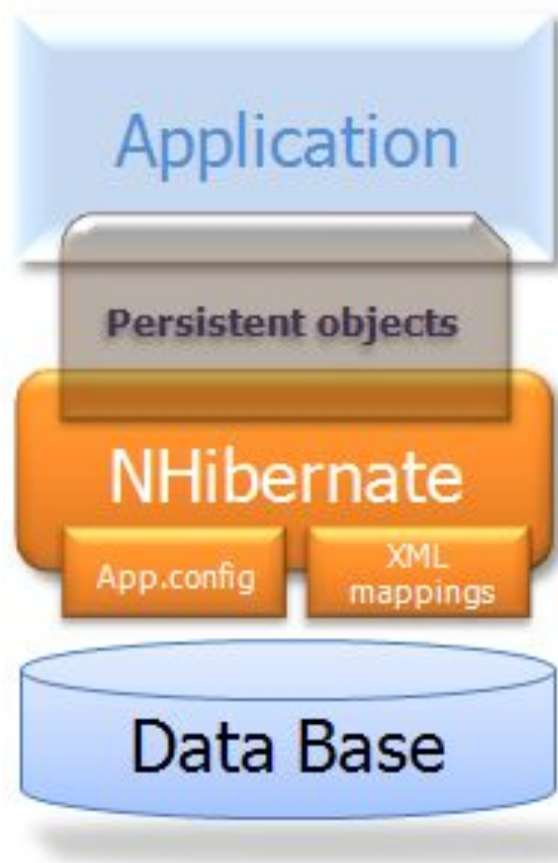 Application
Persistent objects
NHibernate
App.config
XML
mappings
Data Base